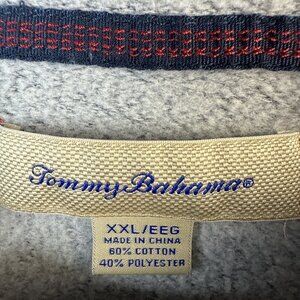 Tommy Bahama®
XXL/EEG
MADE IN CHINA
60% COTTON
40% POLYESTER